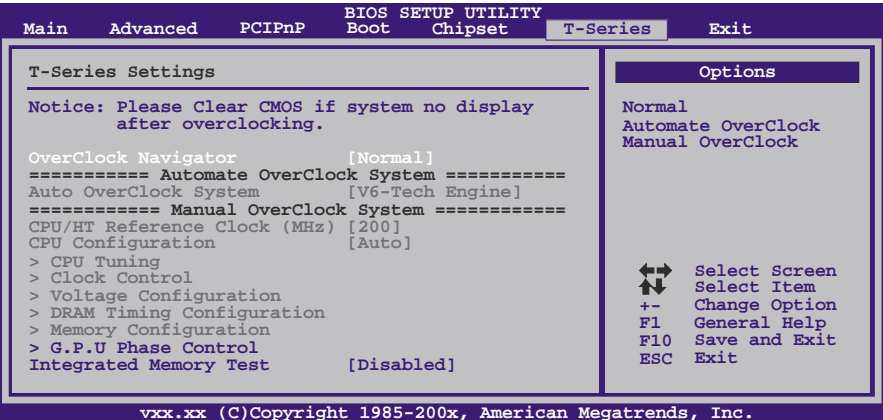 BIOS SETUP UTILITY
Main Advanced PCIPnP Boot Chipset T-Series Exit
T-Series Settings
Notice: Please Clear CMOS if system no display
after overclocking.
OverClock Navigator [Normal]
=========== Automate OverClock System ===========
Auto OverClock System [V6-Tech Engine]
============ Manual OverClock System ============
CPU/HT Reference Clock (MHz) [200]
CPU Configuration [Auto]
> CPU Tuning
> Clock Control
> Voltage Configuration
> DRAM Timing Configuration
> Memory Configuration
> G.P.U Phase Control
Integrated Memory Test [Disabled]
Options
Normal
Automate OverClock
Manual OverClock
Select Screen
Select Item
+- Change Option
F1 General Help
F10 Save and Exit
ESC Exit
vxx.xx (C)Copyright 1985-200x, American Megatrends, Inc.